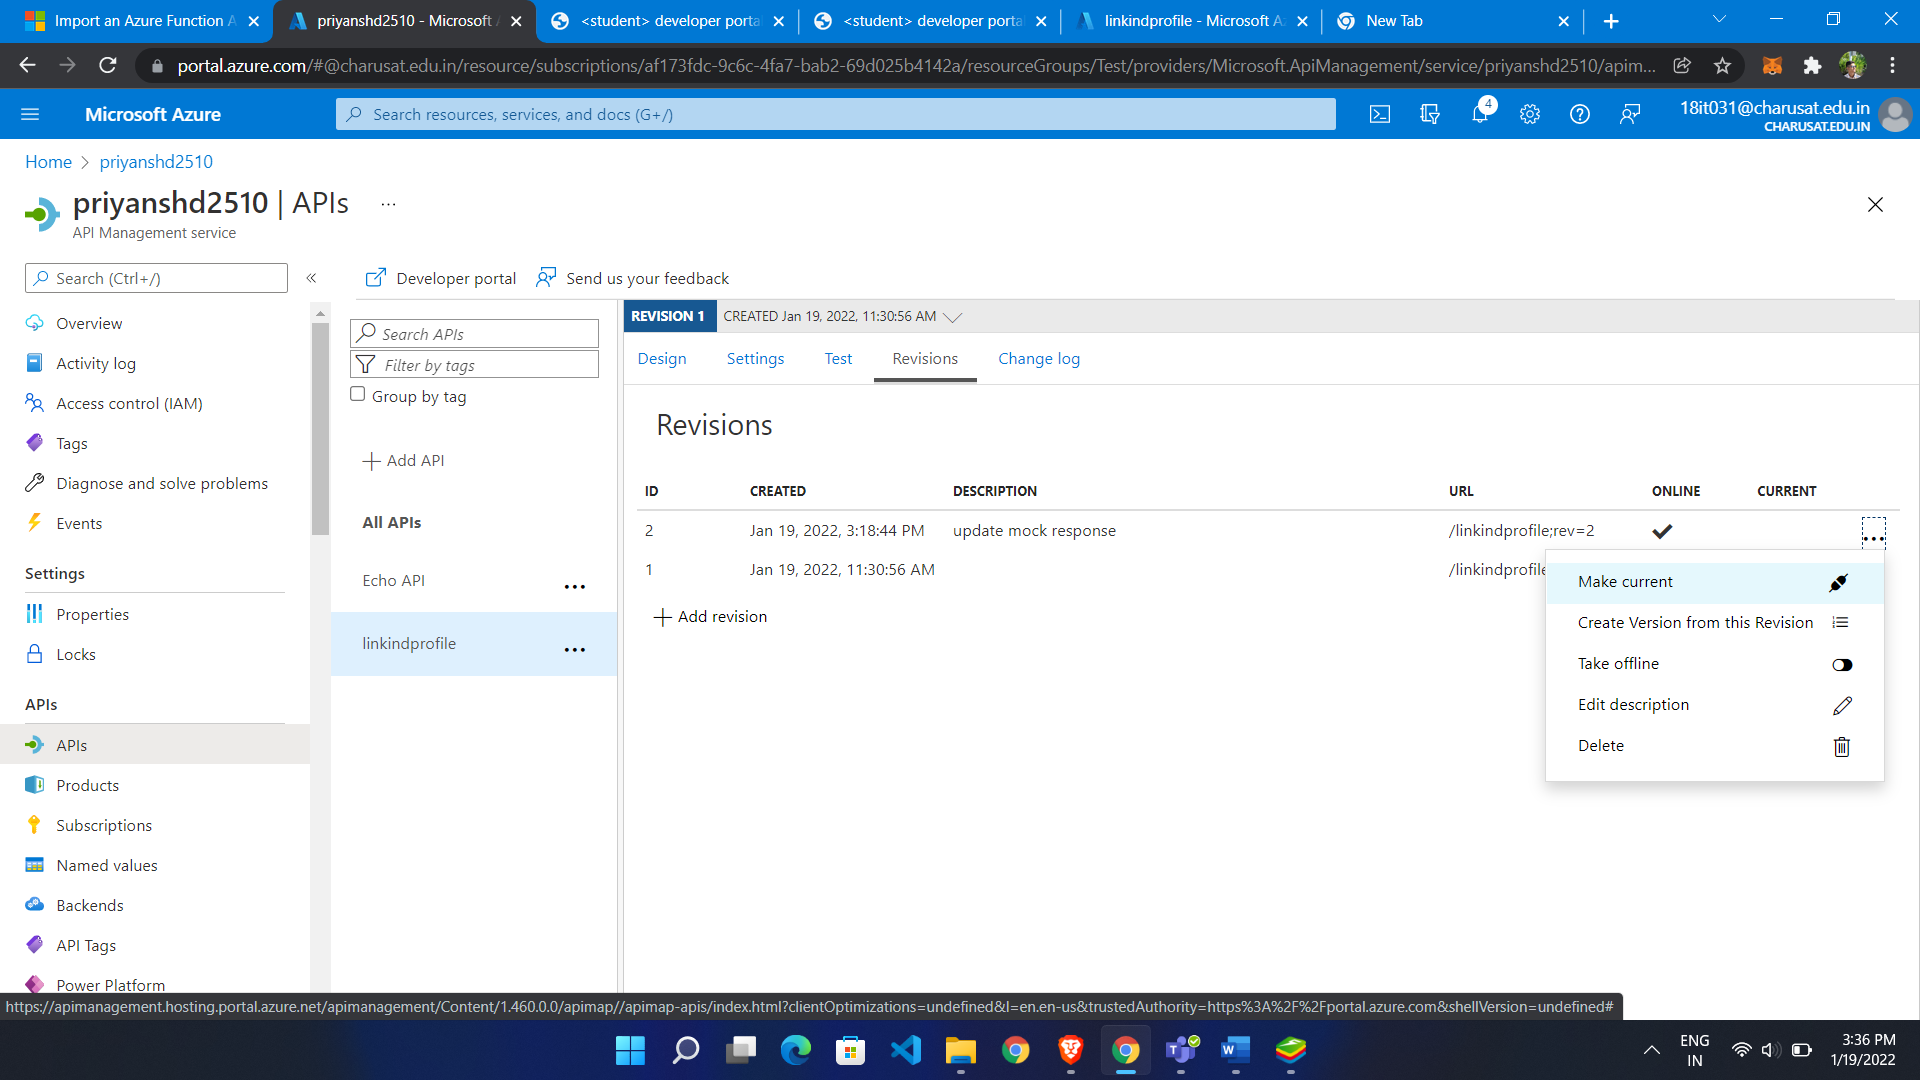 Import an Azure Function A
priyanshd2510 - Microsoft A
<student> developer porta
<student> developer porta
linkindprofile - Microsoft A
New Tab
portal.azure.com/#@charusat.edu.in/resource/subscriptions/af173fdc-9c6c-4fa7-bab2-69d025b4142a/resourceGroups/Test/providers/Microsoft.ApiManagement/service/priyanshd2510/apim...
Microsoft Azure
Search resources, services, and docs (G+/)
4
18it031@charusat.edu.in
CHARUSAT.EDU.IN
Home > priyanshd2510
priyanshd2510 | APIs ...
API Management service
Search (Ctrl+/)
«
Developer portal
Send us your feedback
Overview
Activity log
Access control (IAM)
Tags
Diagnose and solve problems
Events
Settings
Properties
Locks
APIs
APIs
Products
Subscriptions
Named values
Backends
API Tags
Power Platform
Search APIs
Filter by tags
Group by tag
+ Add API
All APIs
Echo API ...
linkindprofile ...
REVISION 1 CREATED Jan 19, 2022, 11:30:56 AM
Design Settings Test Revisions Change log
Revisions
ID CREATED DESCRIPTION URL ONLINE CURRENT
2 Jan 19, 2022, 3:18:44 PM update mock response /linkindprofile;rev=2 ...
1 Jan 19, 2022, 11:30:56 AM /linkindprofile
+ Add revision
Make current
Create Version from this Revision
Take offline
Edit description
Delete
https://apimanagement.hosting.portal.azure.net/apimanagement/Content/1.460.0.0/apimap//apimap-apis/index.html?clientOptimizations=undefined&l=en.en-us&trustedAuthority=https%3A%2F%2Fportal.azure.com&shellVersion=undefined#
ENG
IN
3:36 PM
1/19/2022